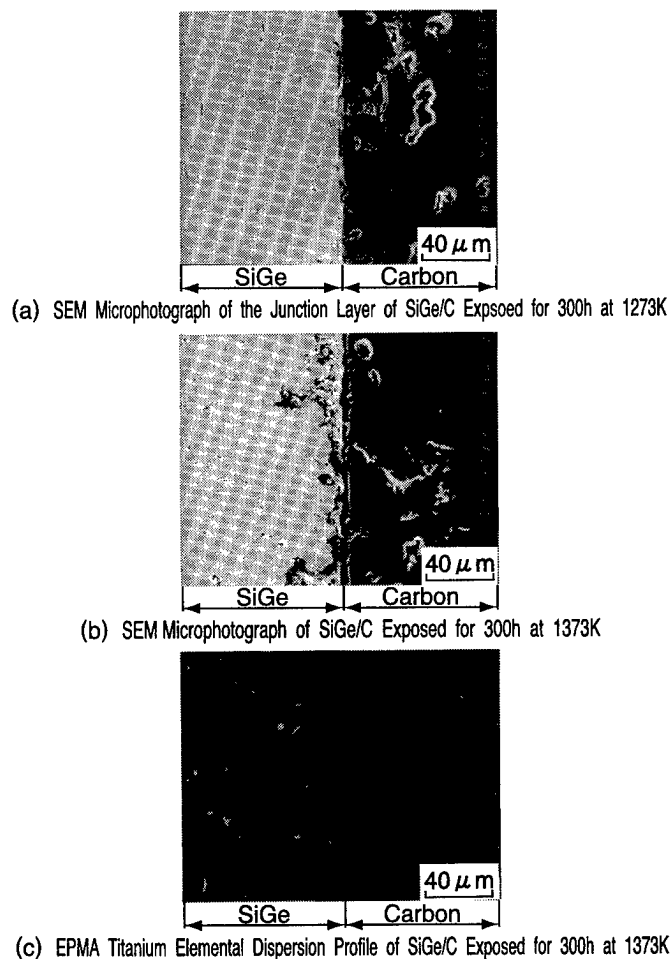 40 μm
SiGe Carbon
(a) SEM Microphotograph of the Junction Layer of SiGe/C Expsoed for 300h at 1273K
40 μm
SiGe Carbon
(b) SEM Microphotograph of SiGe/C Exposed for 300h at 1373K
40 μm
SiGe Carbon
(c) EPMA Titanium Elemental Dispersion Profile of SiGe/C Exposed for 300h at 1373K